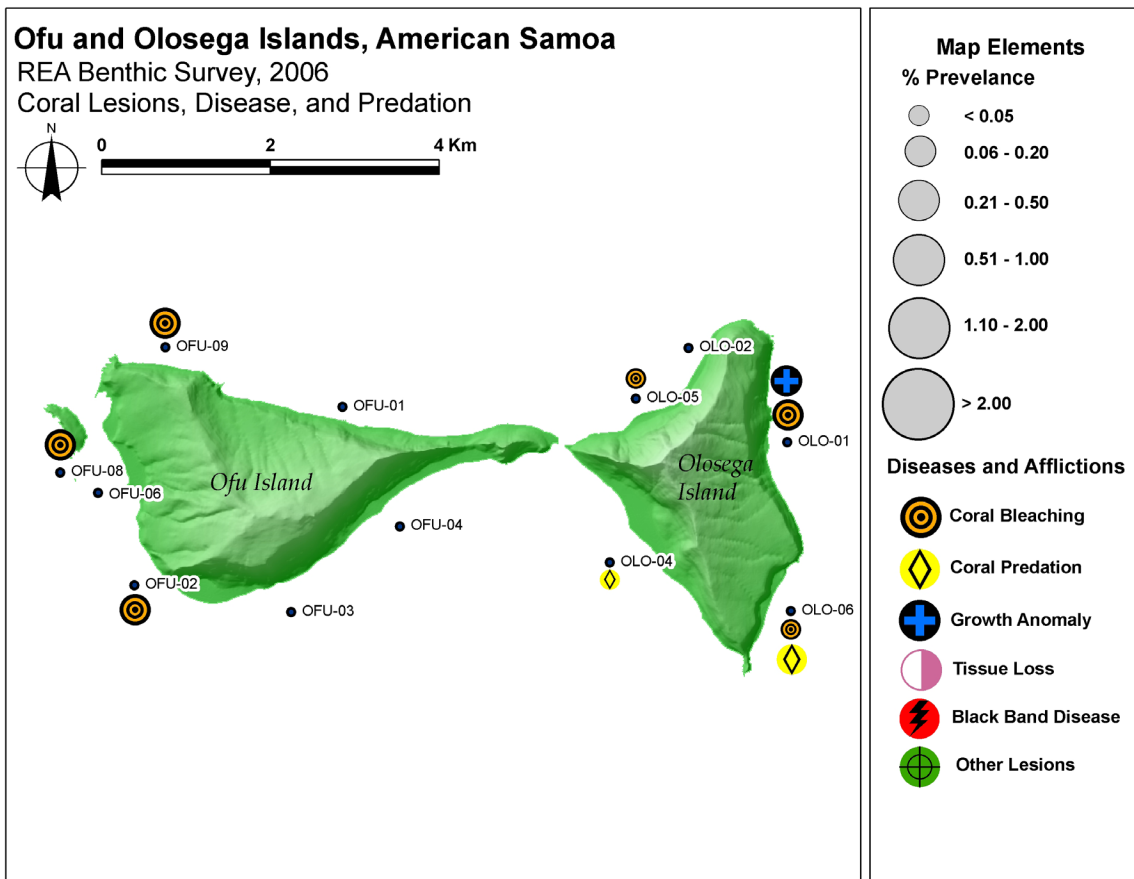 Ofu and Olosega Islands, American Samoa
REA Benthic Survey, 2006
Coral Lesions, Disease, and Predation
N
0 2 4 Km
OFU-09
OFU-01
OFU-08
OFU-06
Ofu Island
OFU-04
OFU-02
OFU-03
OLO-02
OLO-05
OLO-01
Olosega
Island
OLO-04
OLO-06
Map Elements
% Prevelance
< 0.05
0.06 - 0.20
0.21 - 0.50
0.51 - 1.00
1.10 - 2.00
> 2.00
Diseases and Afflictions
Coral Bleaching
Coral Predation
Growth Anomaly
Tissue Loss
Black Band Disease
Other Lesions